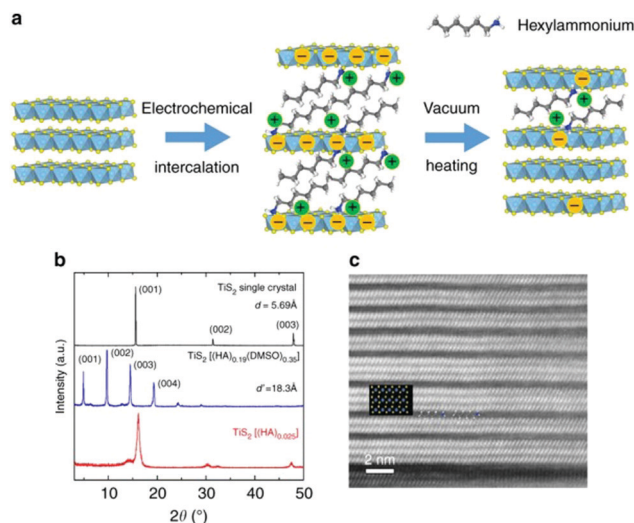 a
Hexylammonium
Electrochemical
intercalation
Vacuum
heating
b
c
Intensity (a.u.)
(001)
TiS₂ single crystal
d = 5.69Å
(002)
(003)
(001)
(002)
(003)
(004)
TiS₂ [(HA)₀.₁₉(DMSO)₀.₃₅]
d′=18.3Å
TiS₂ [(HA)₀.₀₂₅]
10
20
30
40
50
2θ (°)
2 nm